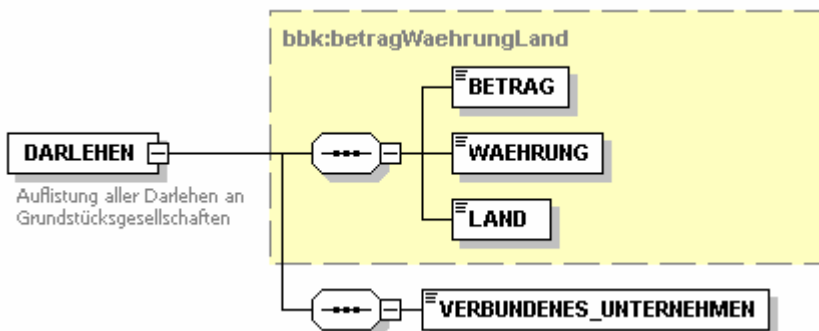 bbk:betragWaehrungLand
BETRAG
DARLEHEN
WAEHRUNG
Auflistung aller Darlehen an
Grundstücksgesellschaften
LAND
VERBUNDENES_UNTERNEHMEN